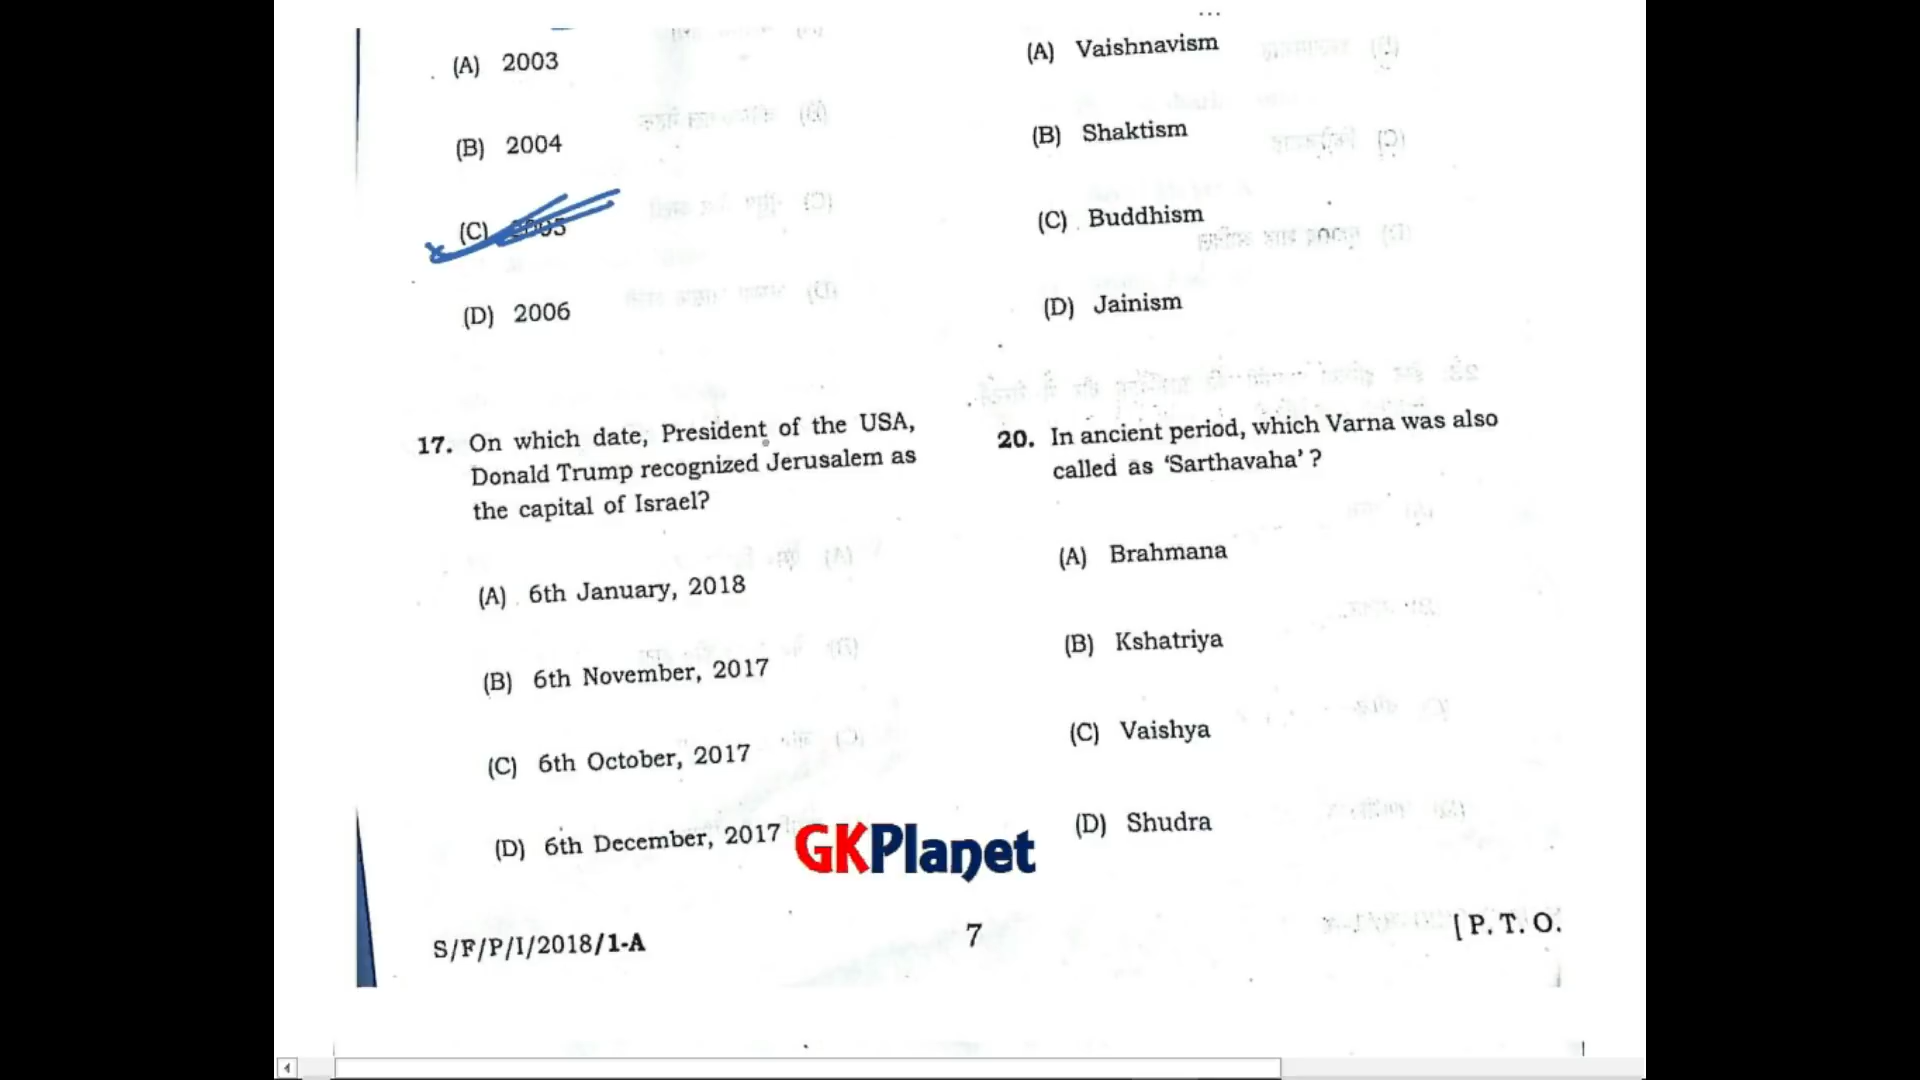 ...
(A) 2003
(B) 2004
(C) 2005
(D) 2006
17. On which date, President of the USA,
Donald Trump recognized Jerusalem as
the capital of Israel?
(A) 6th January, 2018
(B) 6th November, 2017
(C) 6th October, 2017
(D) 6th December, 2017
S/F/P/I/2018/1-A
(A) Vaishnavism
(B) Shaktism
(C) Buddhism
(D) Jainism
20. In ancient period, which Varna was also
called as ‘Sarthavaha’ ?
(A) Brahmana
(B) Kshatriya
(C) Vaishya
(D) Shudra
GKPlanet
7
[ P. T. O.